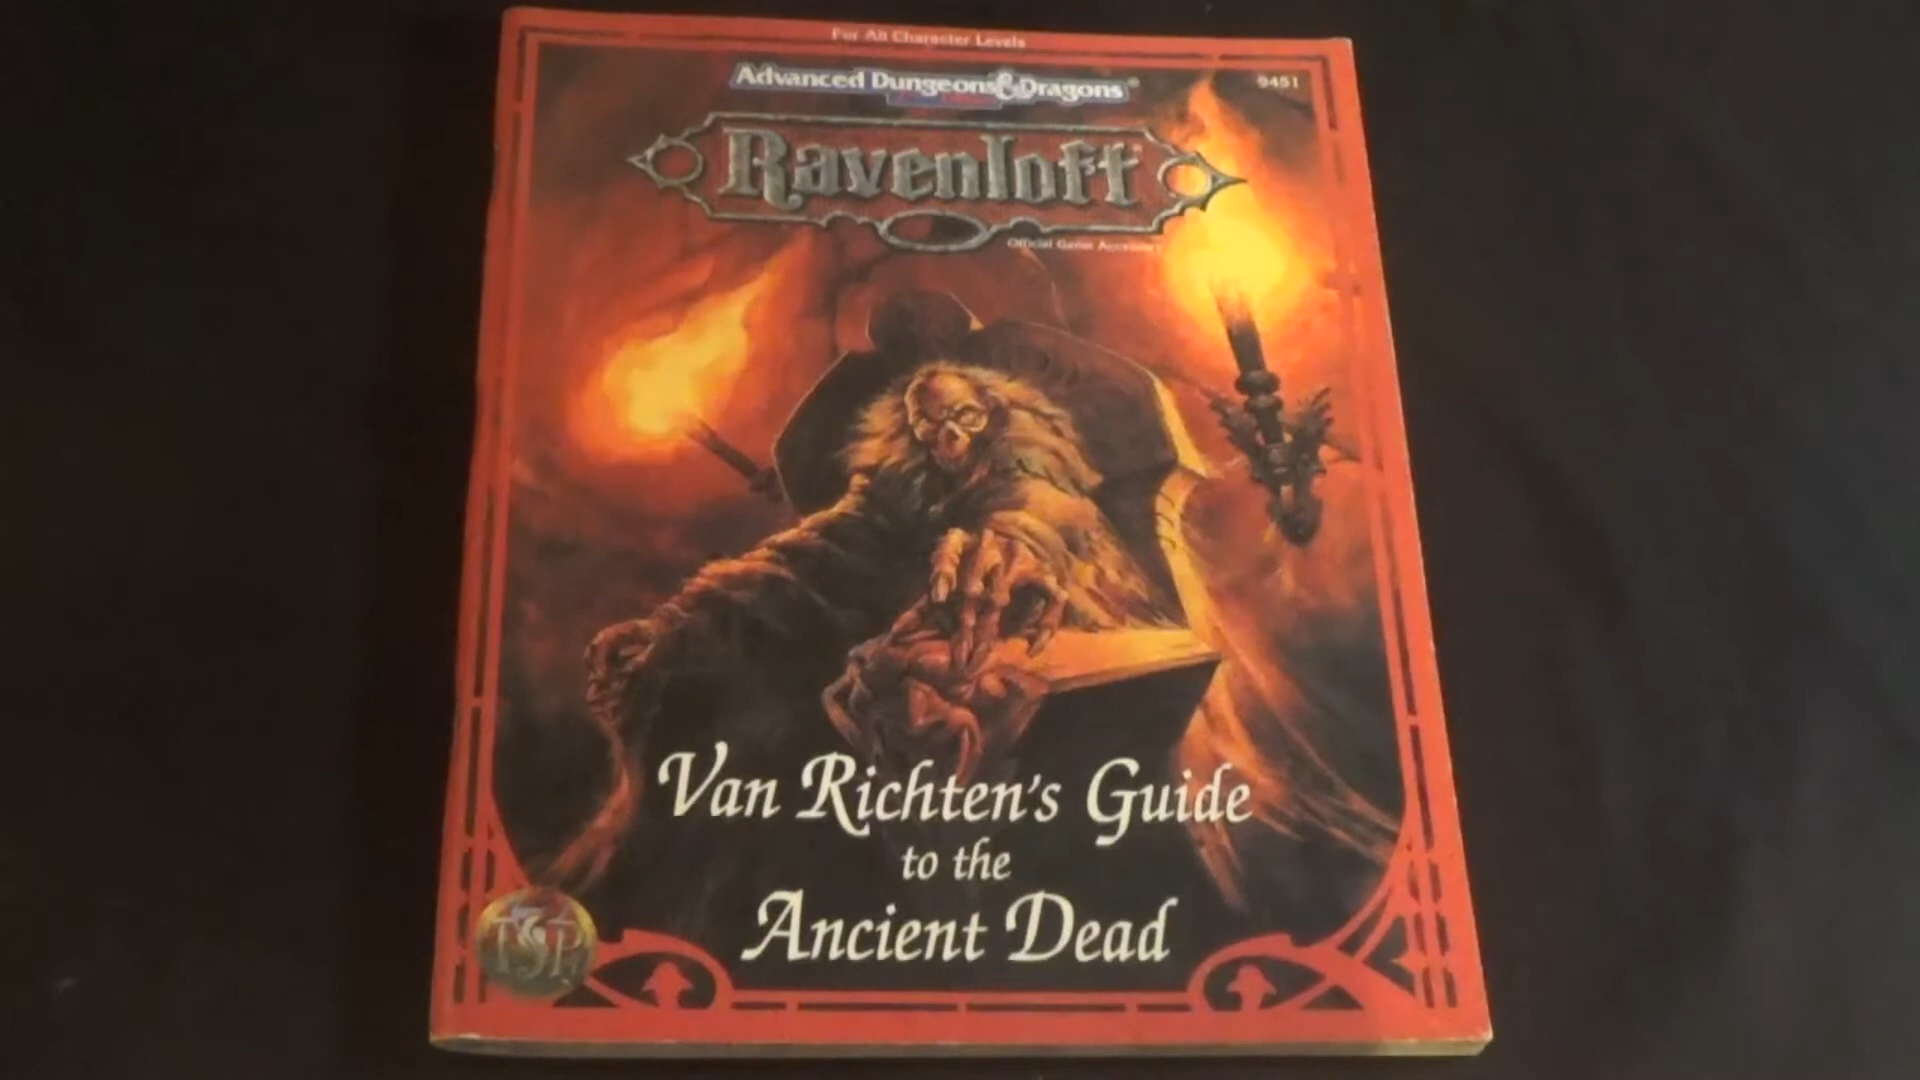 For All Character Levels
Advanced Dungeons & Dragons®
9451
Ravenloft®
Official Game Accessory
Van Richten's Guide
to the
Ancient Dead
TSR